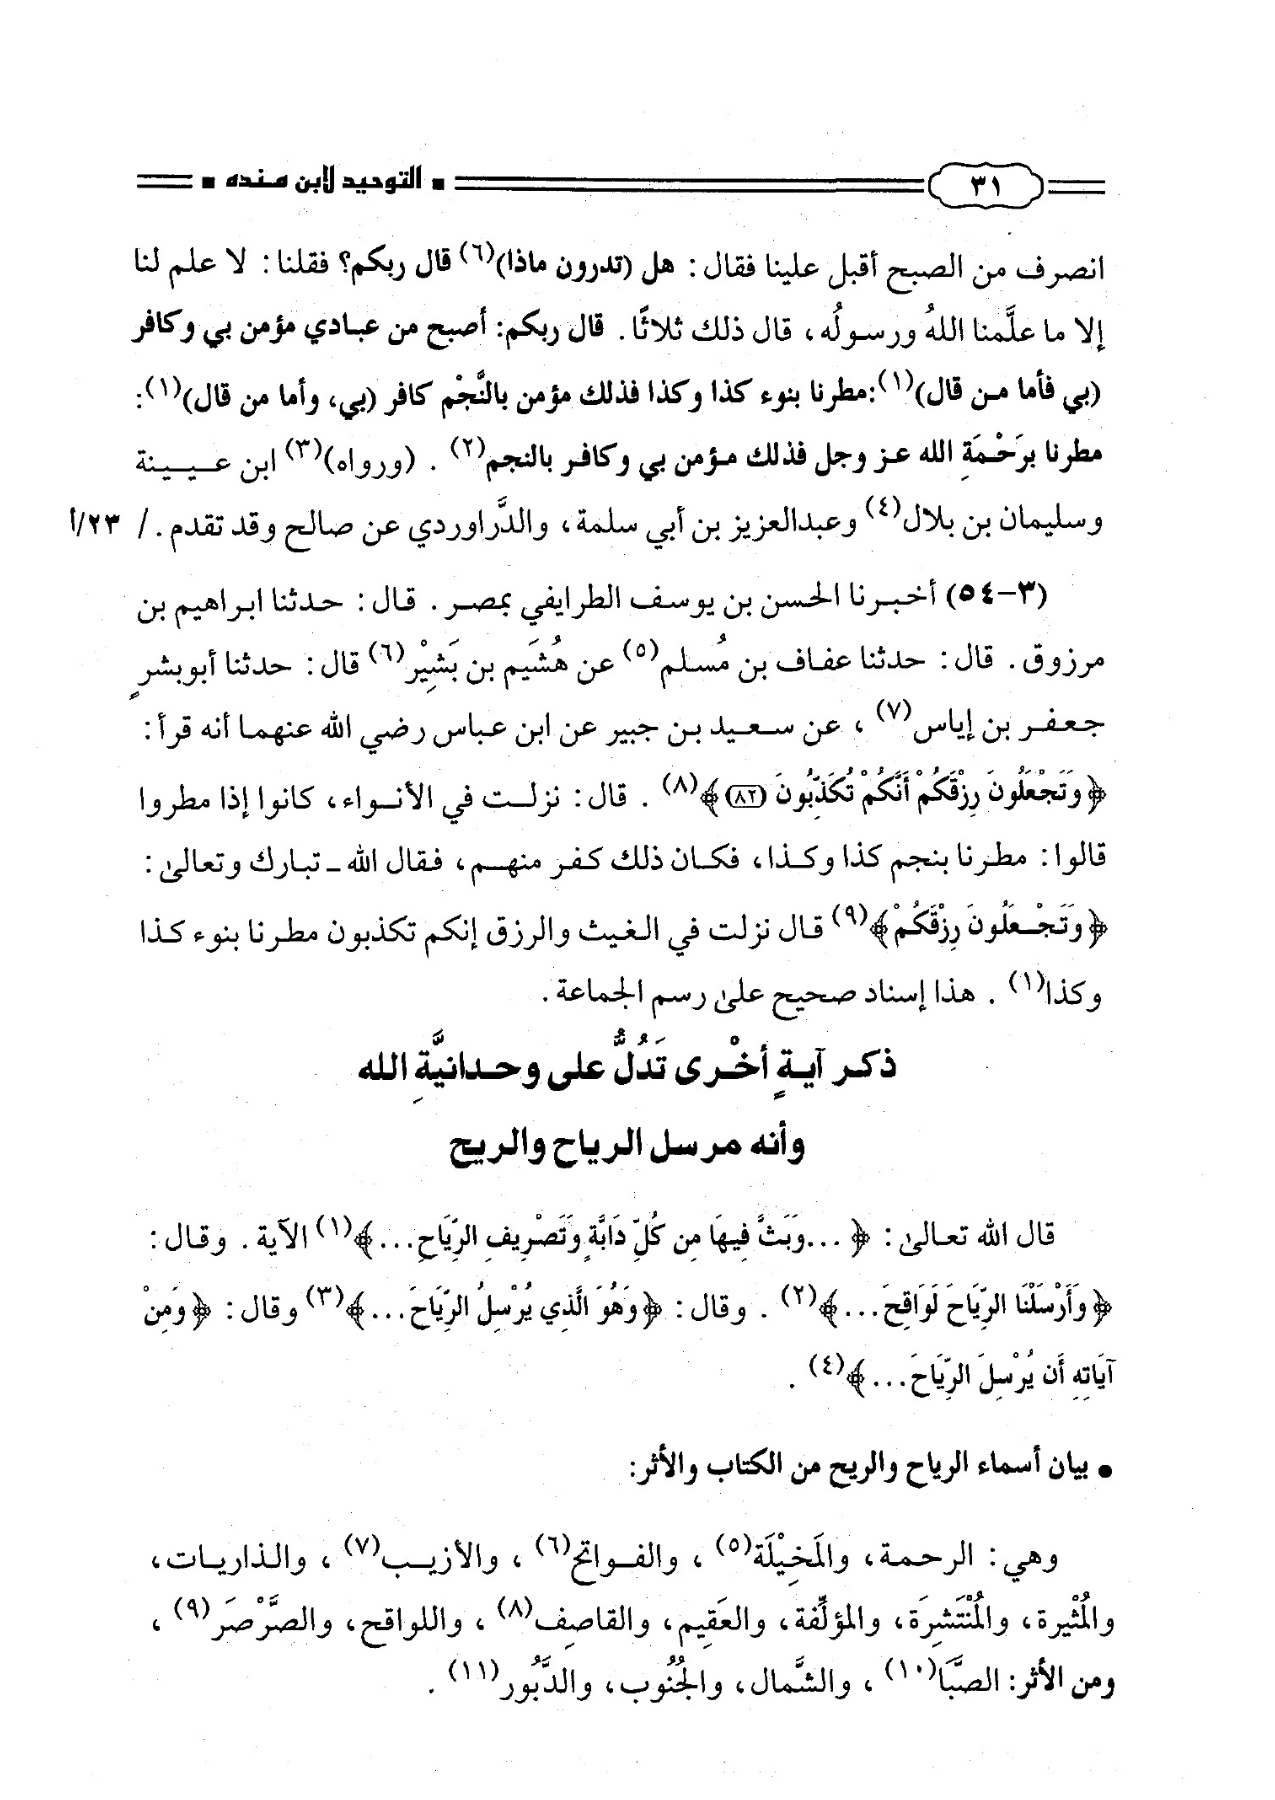 ٣١ ■ التوحيد لابن منده ■
انصرف من الصبح أقبل علينا فقال: هل (تدرون ماذا)(٦) قال ربكم؟ فقلنا: لا علم لنا
إلا ما علَّمنا اللهُ ورسولُه، قال ذلك ثلاثًا. قال ربكم: أصبح من عبادي مؤمن بي وكافر
(بي فأما من قال)(١): مطرنا بنوء كذا وكذا فذلك مؤمن بالنَّجْم كافر (بي، وأما من قال)(١):
مطرنا برَحْمَةِ الله عز وجل فذلك مؤمن بي وكافر بالنجم(٢). (ورواه)(٣) ابن عيينة
وسليمان بن بلال(٤) وعبدالعزيز بن أبي سلمة، والدَّراوردي عن صالح وقد تقدم. / ٢٣/أ
(٣-٥٤) أخبرنا الحسن بن يوسف الطرايفي بمصر. قال: حدثنا ابراهيم بن
مرزوق. قال: حدثنا عفاف بن مُسلم(٥) عن هُشَيم بن بَشِيْر(٦) قال: حدثنا أبوبشرٍ
جعفر بن إياس(٧)، عن سعيد بن جبير عن ابن عباس رضي الله عنهما أنه قرأ:
﴿وَتَجْعَلُونَ رِزْقَكُمْ أَنَّكُمْ تُكَذِّبُونَ (٨٢)﴾(٨). قال: نزلت في الأنواء، كانوا إذا مطروا
قالوا: مطرنا بنجم كذا وكذا، فكان ذلك كفر منهم، فقال الله ـ تبارك وتعالىٰ:
﴿وَتَجْعَلُونَ رِزْقَكُمْ﴾(٩) قال نزلت في الغيث والرزق إنكم تكذبون مطرنا بنوء كذا
وكذا(١). هذا إسناد صحيح علىٰ رسم الجماعة.
ذكر آيةٍ أخْرى تَدُلُّ على وحدانيَّةِ الله
وأنه مرسل الرياح والريح
قال الله تعالىٰ: ﴿...وَبَثَّ فِيهَا مِن كُلِّ دَابَّةٍ وَتَصْرِيفِ الرِّيَاحِ...﴾(١) الآية. وقال:
﴿وَأَرْسَلْنَا الرِّيَاحَ لَوَاقِحَ...﴾(٢). وقال: ﴿وَهُوَ الَّذِي يُرْسِلُ الرِّيَاحَ...﴾(٣) وقال: ﴿وَمِنْ
آيَاتِهِ أَن يُرْسِلَ الرِّيَاحَ...﴾(٤).
• بيان أسماء الرياح والريح من الكتاب والأثر:
وهي: الرحمة، والمَخِيْلَة(٥)، والفواتح(٦)، والأزيب(٧)، والذاريات،
والمُثْيرة، والمُنْتَشِرَة، والمؤلِّفة، والعَقِيم، والقاصِف(٨)، واللواقح، والصَّرْصَر(٩)،
ومن الأثر: الصَّبَا(١٠)، والشَّمال، والجُنُوب، والدَّبُور(١١).